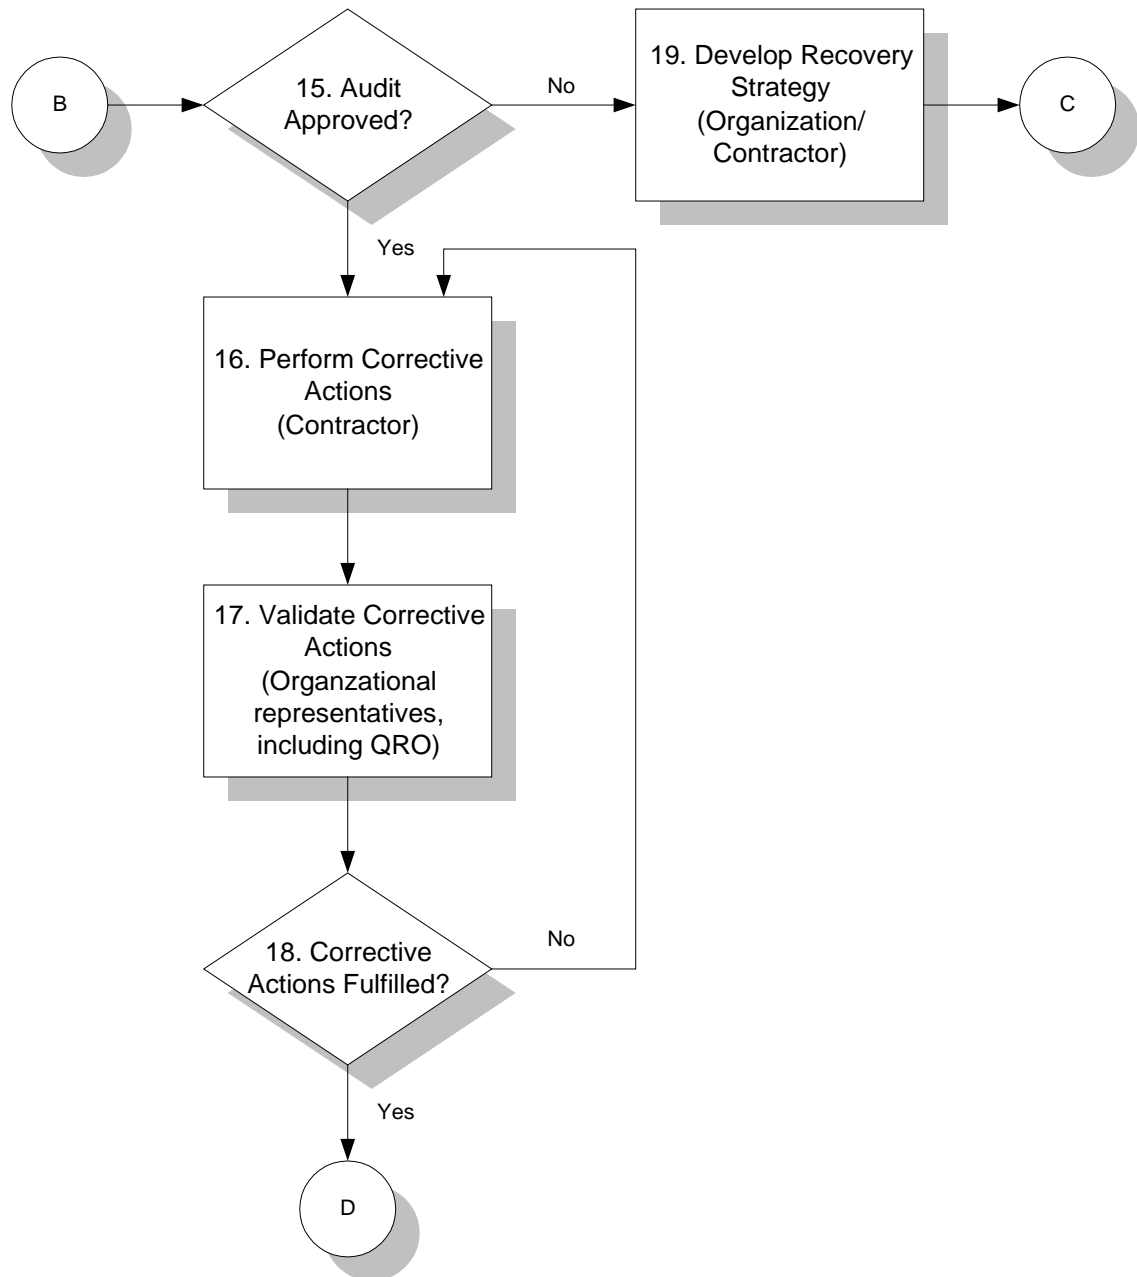 B
15. Audit
Approved?
No
19. Develop Recovery
Strategy
(Organization/
Contractor)
C
Yes
16. Perform Corrective
Actions
(Contractor)
17. Validate Corrective
Actions
(Organzational
representatives,
including QRO)
18. Corrective
Actions Fulfilled?
No
Yes
D